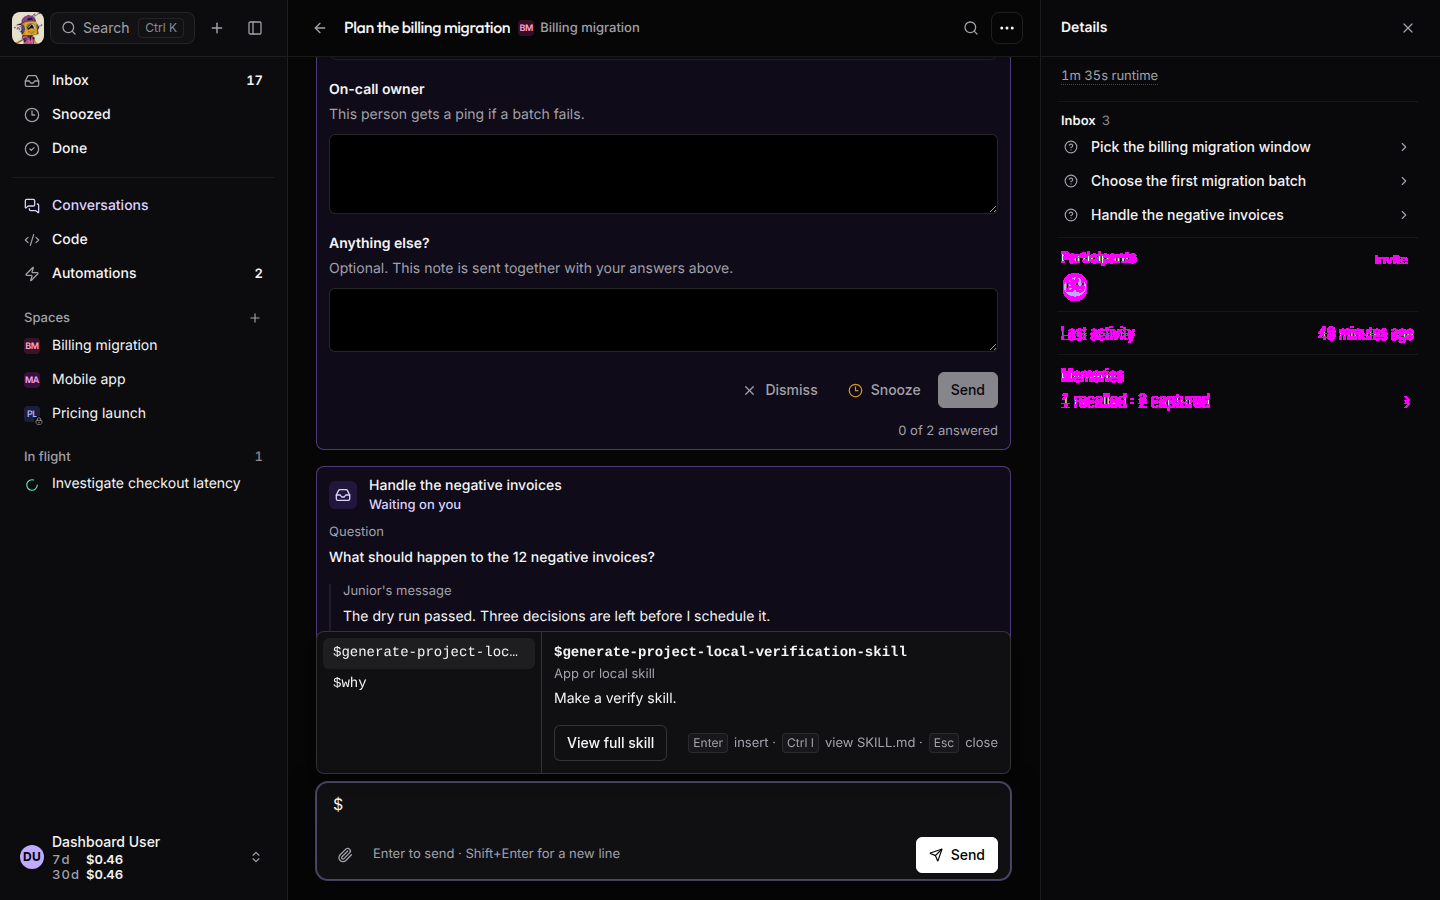 Search Ctrl K
Inbox 17
Snoozed
Done
Conversations
Code
Automations 2
Spaces
BM Billing migration
MA Mobile app
PL Pricing launch
In flight 1
Investigate checkout latency
DU Dashboard User
7d $0.46
30d $0.46
Plan the billing migration BM Billing migration
On-call owner
This person gets a ping if a batch fails.
Anything else?
Optional. This note is sent together with your answers above.
Dismiss Snooze Send
0 of 2 answered
Handle the negative invoices
Waiting on you
Question
What should happen to the 12 negative invoices?
Junior's message
The dry run passed. Three decisions are left before I schedule it.
$generate-project-loc…
$why
$generate-project-local-verification-skill
App or local skill
Make a verify skill.
View full skill Enter insert · Ctrl I view SKILL.md · Esc close
$
Enter to send · Shift+Enter for a new line
Send
Details
1m 35s runtime
Inbox 3
Pick the billing migration window
Choose the first migration batch
Handle the negative invoices
Participants Invite
Last activity minutes ago
Memories